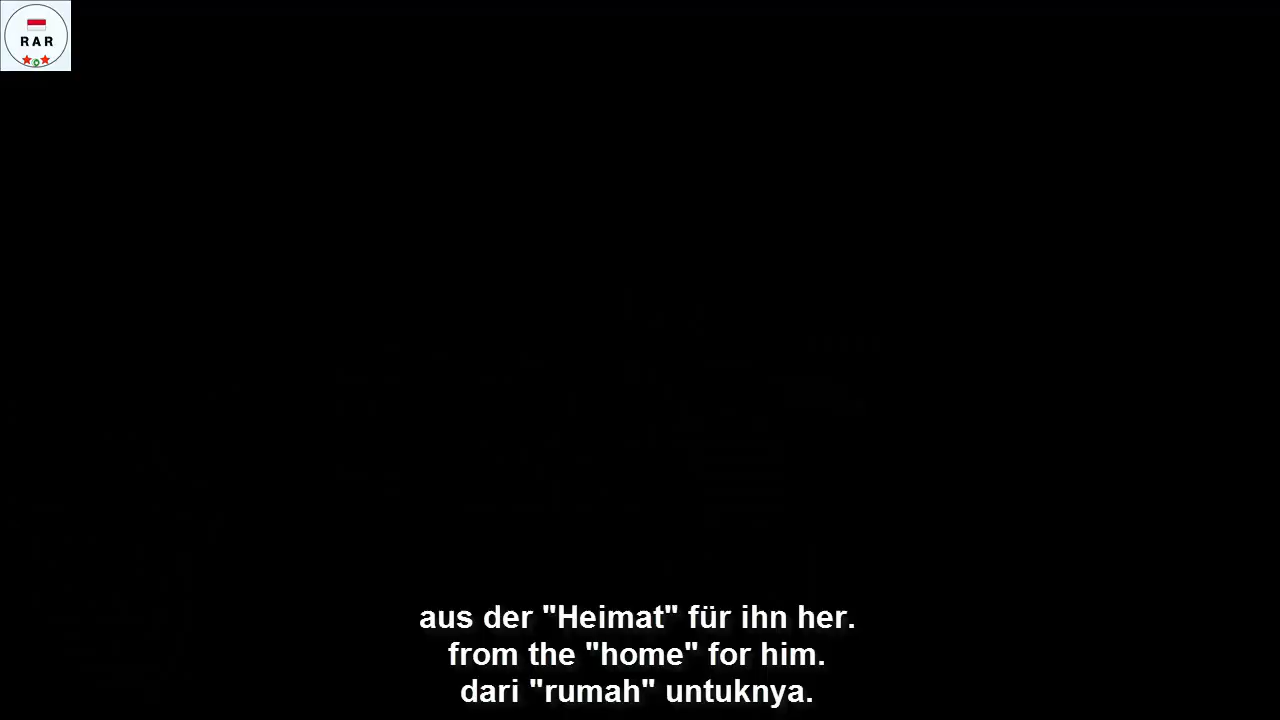 RAR
aus der "Heimat" für ihn her.
from the "home" for him.
dari "rumah" untuknya.